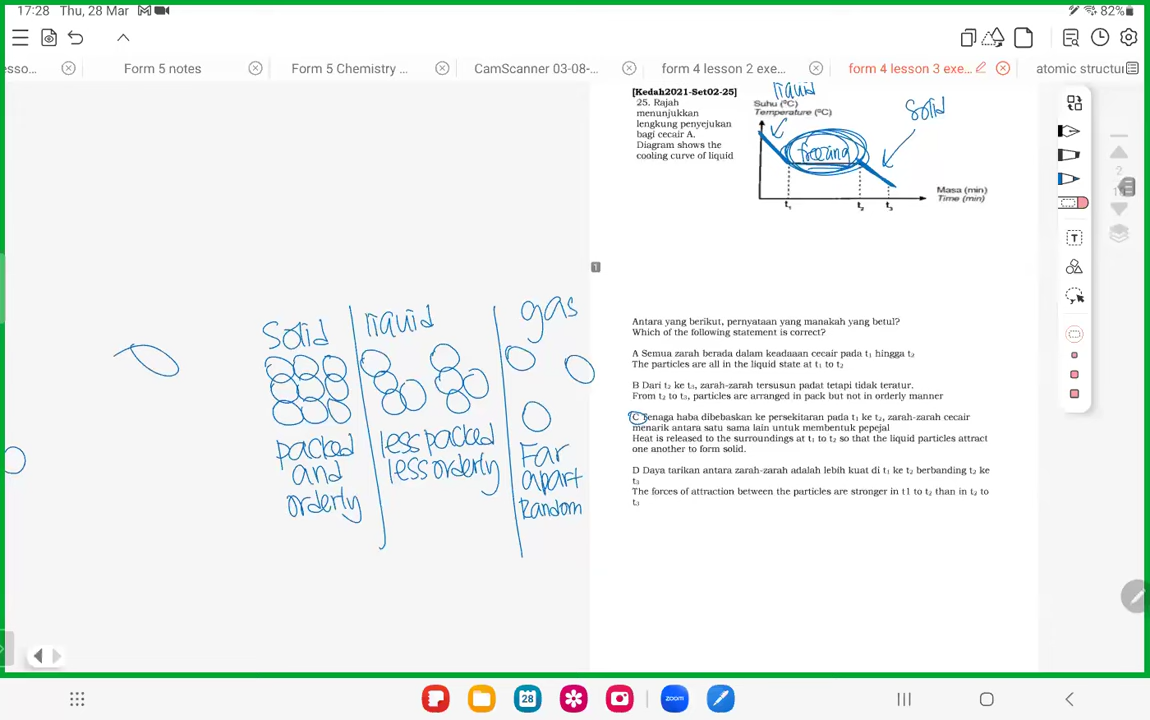 17:28 Thu, 28 Mar
82%
Form 5 notes
Form 5 Chemistry ...
CamScanner 03-08-...
form 4 lesson 2 exe...
form 4 lesson 3 exe...
atomic structu
[Kedah2021-Set02-25]
25. Rajah
menunjukkan
lengkung penyejukan
bagi cecair A.
Diagram shows the
cooling curve of liquid
liquid
Suhu (⁰C)
Temperature (⁰C)
solid
freezing
Masa (min)
Time (min)
t₁ t₂ t₃
2
1
Solid liquid gas
packed
and
orderly
less packed
less orderly
Far
apart
Random
Antara yang berikut, pernyataan yang manakah yang betul?
Which of the following statement is correct?
A Semua zarah berada dalam keadaaan cecair pada t₁ hingga t₂
The particles are all in the liquid state at t₁ to t₂
B Dari t₂ ke t₃, zarah-zarah tersusun padat tetapi tidak teratur.
From t₂ to t₃, particles are arranged in pack but not in orderly manner
C Tenaga haba dibebaskan ke persekitaran pada t₁ ke t₂, zarah-zarah cecair
menarik antara satu sama lain untuk membentuk pepejal
Heat is released to the surroundings at t₁ to t₂ so that the liquid particles attract
one another to form solid.
D Daya tarikan antara zarah-zarah adalah lebih kuat di t₁ ke t₂ berbanding t₂ ke
t₃
The forces of attraction between the particles are stronger in t1 to t₂ than in t₂ to
t₃
28
zoom